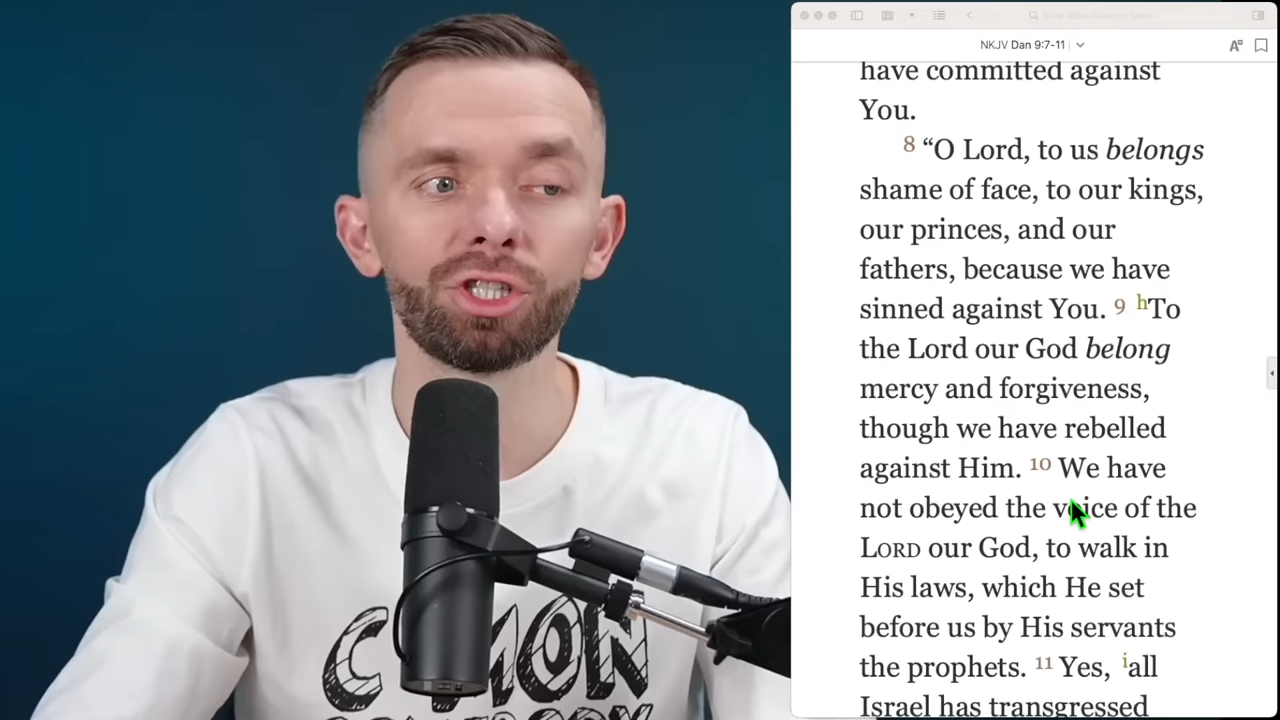 NKJV Dan 9:7-11
have committed against
You.
8 “O Lord, to us belongs
shame of face, to our kings,
our princes, and our
fathers, because we have
sinned against You. 9 hTo
the Lord our God belong
mercy and forgiveness,
though we have rebelled
against Him. 10 We have
not obeyed the voice of the
LORD our God, to walk in
His laws, which He set
before us by His servants
the prophets. 11 Yes, iall
Israel has transgressed
C'MON